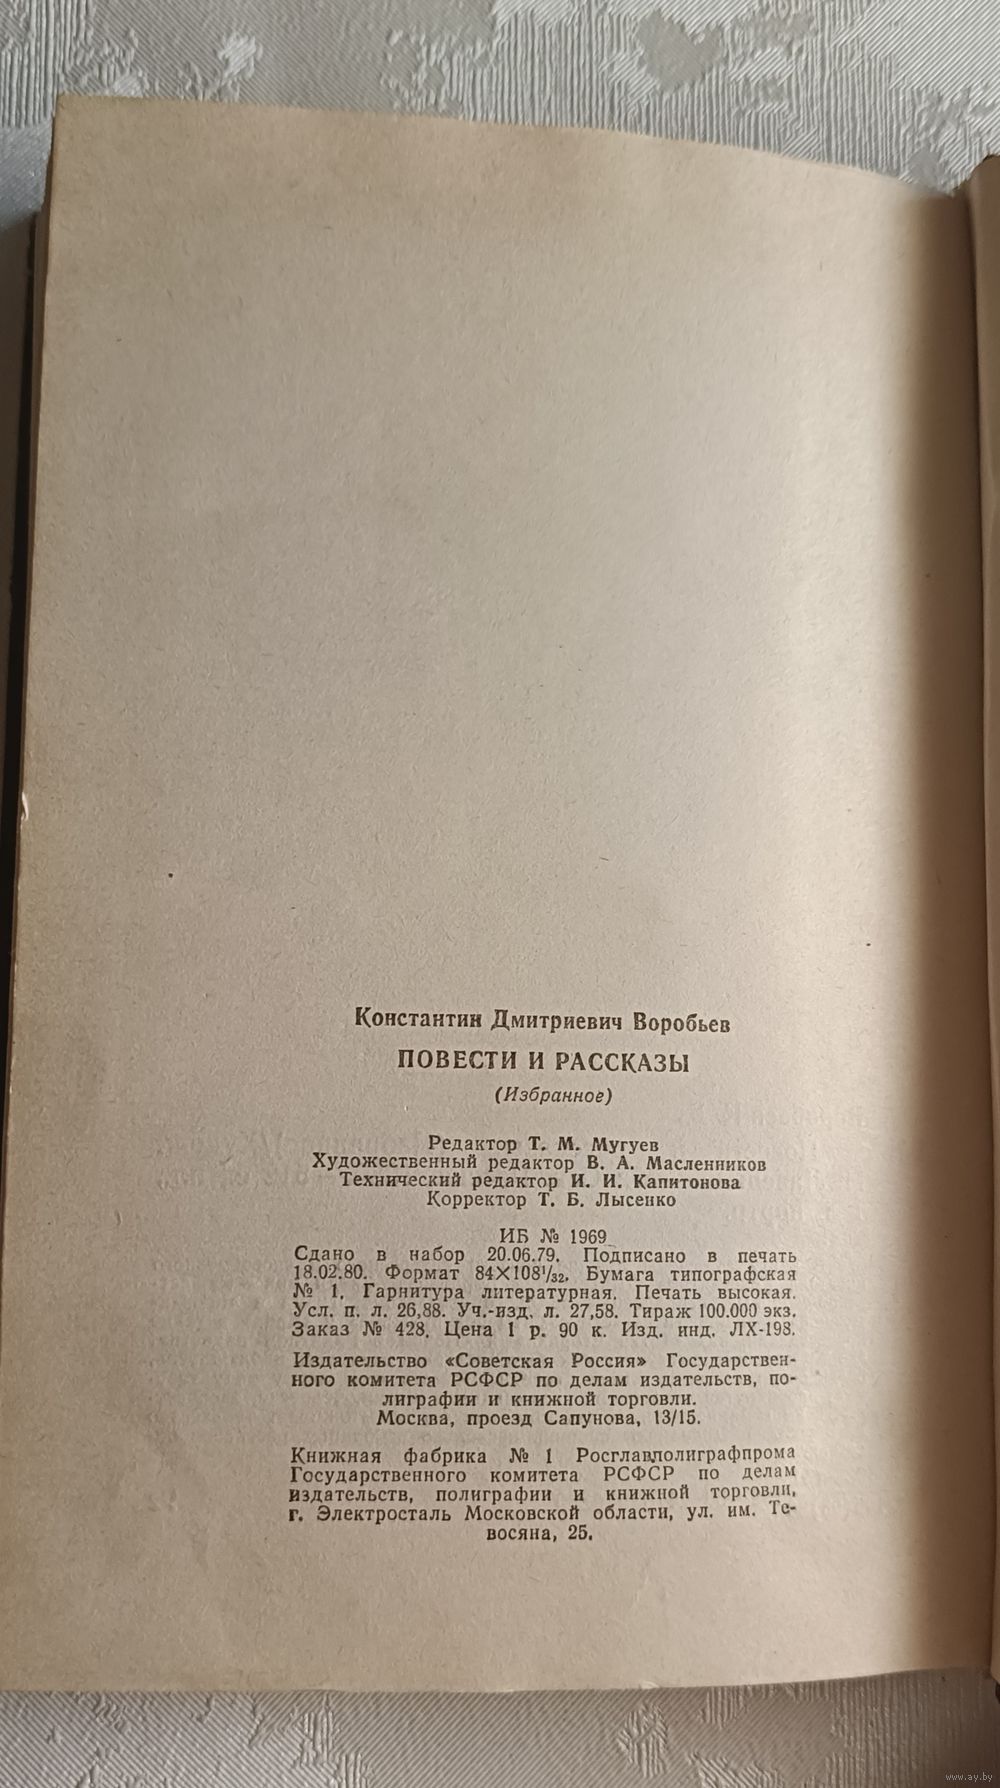 Константин Дмитриевич Воробьев
ПОВЕСТИ И РАССКАЗЫ
(Избранное)
Редактор Т. М. Мугуев
Художественный редактор В. А. Масленников
Технический редактор И. И. Капитонова
Корректор Т. Б. Лысенко
ИБ № 1969
Сдано в набор 20.06.79. Подписано в печать
18.02.80. Формат 84×108¹/₃₂. Бумага типографская
№ 1. Гарнитура литературная. Печать высокая.
Усл. п. л. 26,88. Уч.-изд. л. 27,58. Тираж 100.000 экз.
Заказ № 428. Цена 1 р. 90 к. Изд. инд. ЛХ-198.
Издательство «Советская Россия» Государствен-
ного комитета РСФСР по делам издательств, по-
лиграфии и книжной торговли.
Москва, проезд Сапунова, 13/15.
Книжная фабрика № 1 Росглавполиграфпрома
Государственного комитета РСФСР по делам
издательств, полиграфии и книжной торговли,
г. Электросталь Московской области, ул. им. Те-
восяна, 25.
www.ay.by